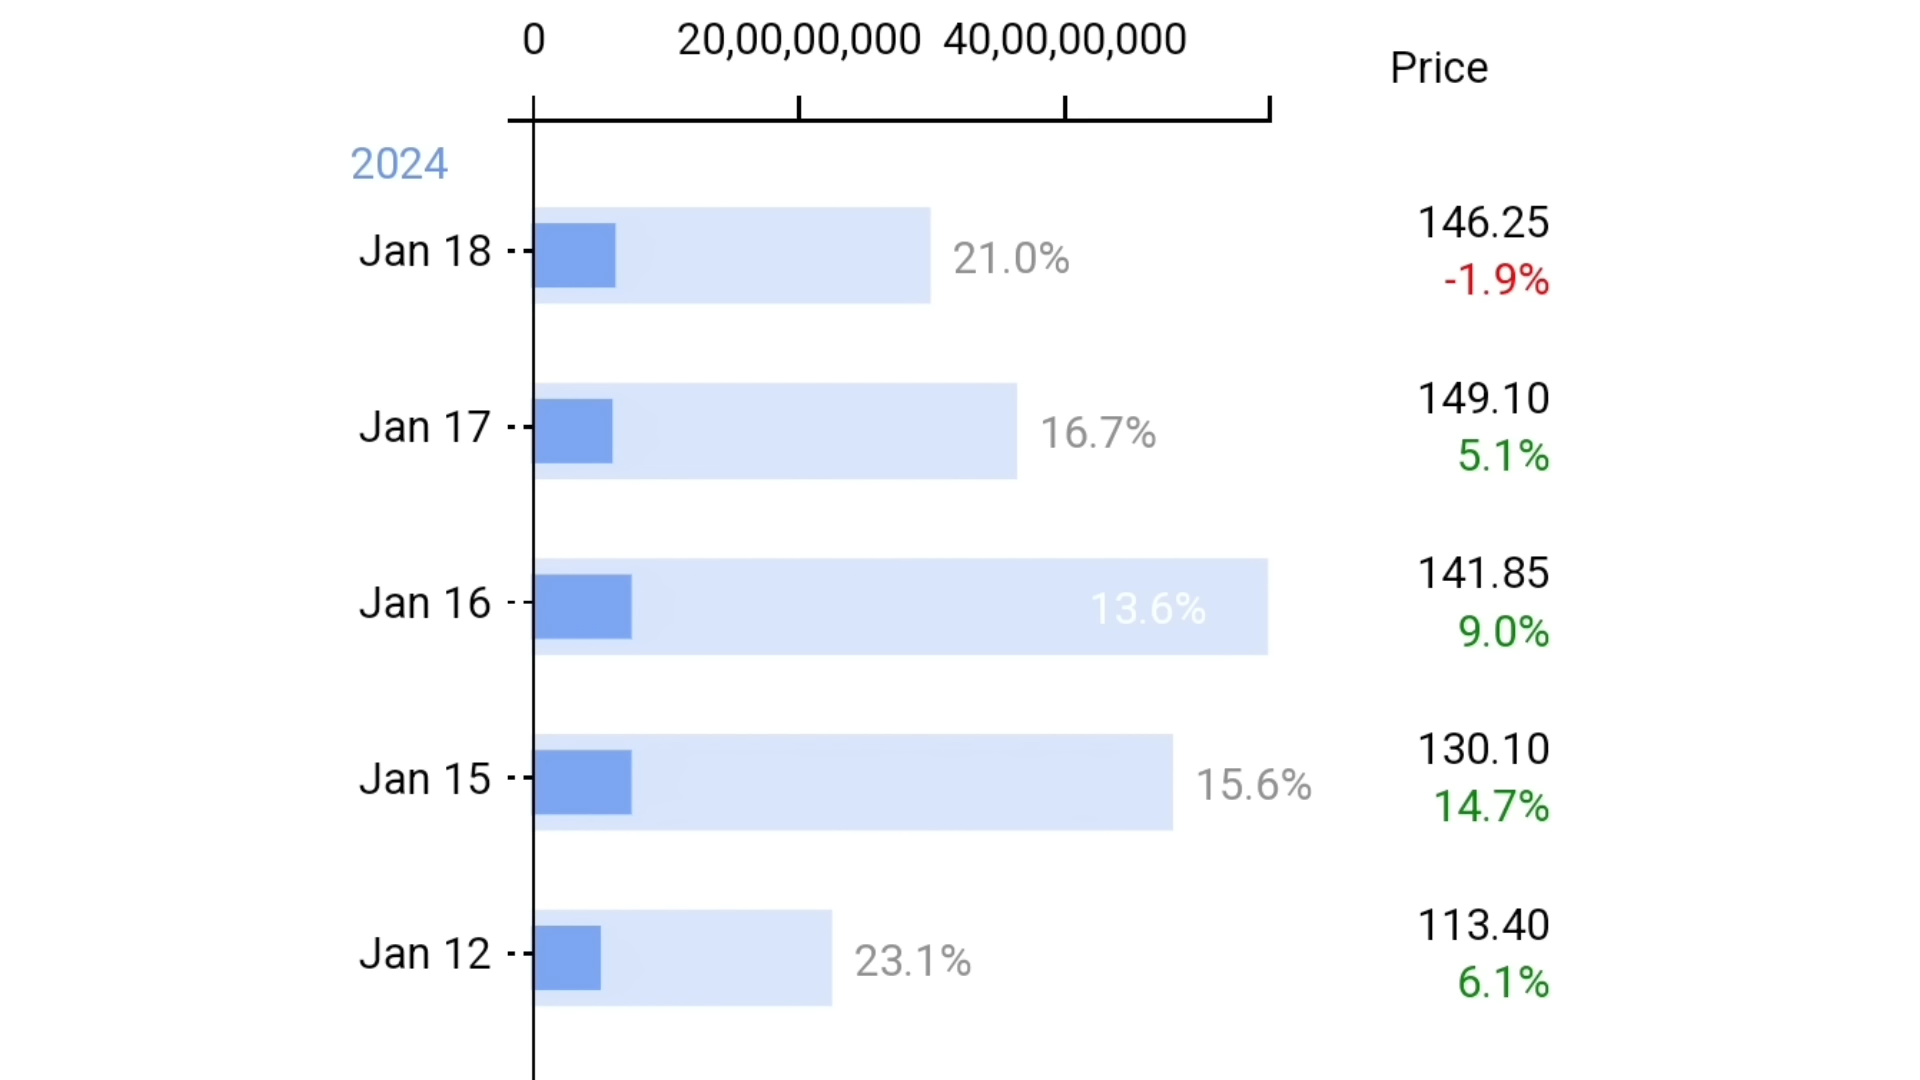 0 20,00,00,000 40,00,00,000
Price
2024
Jan 18 21.0% 146.25
-1.9%
Jan 17 16.7% 149.10
5.1%
Jan 16 13.6% 141.85
9.0%
Jan 15 15.6% 130.10
14.7%
Jan 12 23.1% 113.40
6.1%